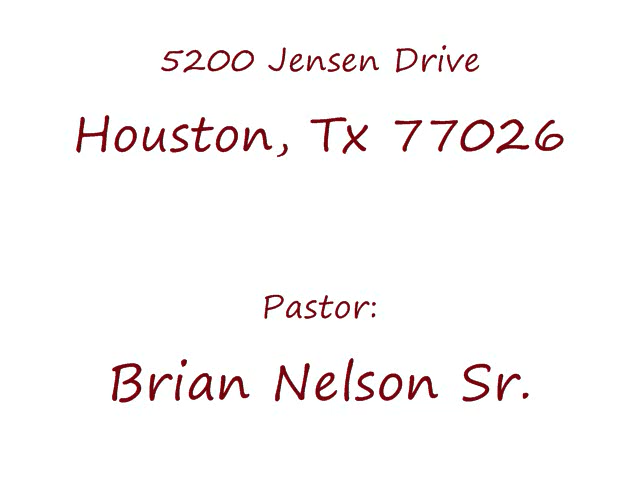 5200 Jensen Drive
Houston, Tx 77026
Pastor:
Brian Nelson Sr.